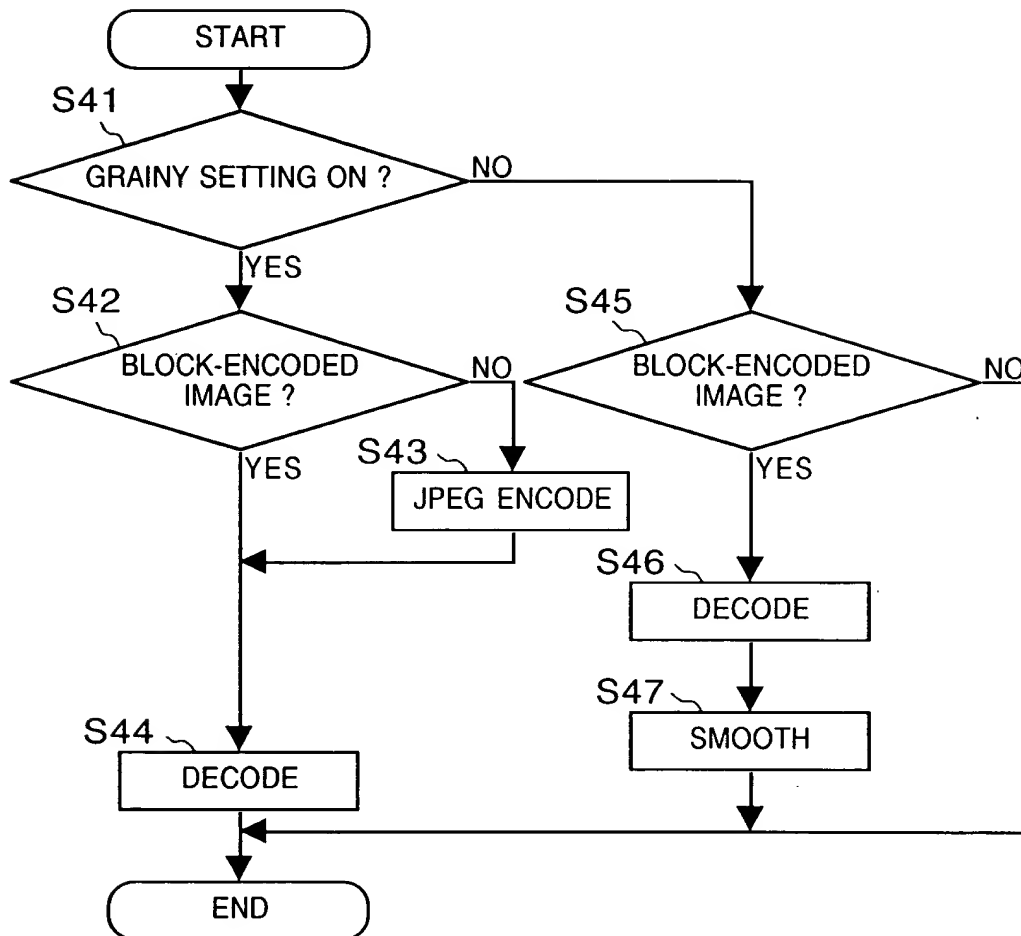 START
S41
GRAINY SETTING ON ?
NO
YES
S42
BLOCK-ENCODED
IMAGE ?
NO
YES
S43
JPEG ENCODE
S45
BLOCK-ENCODED
IMAGE ?
NO
YES
S46
DECODE
S47
SMOOTH
S44
DECODE
END